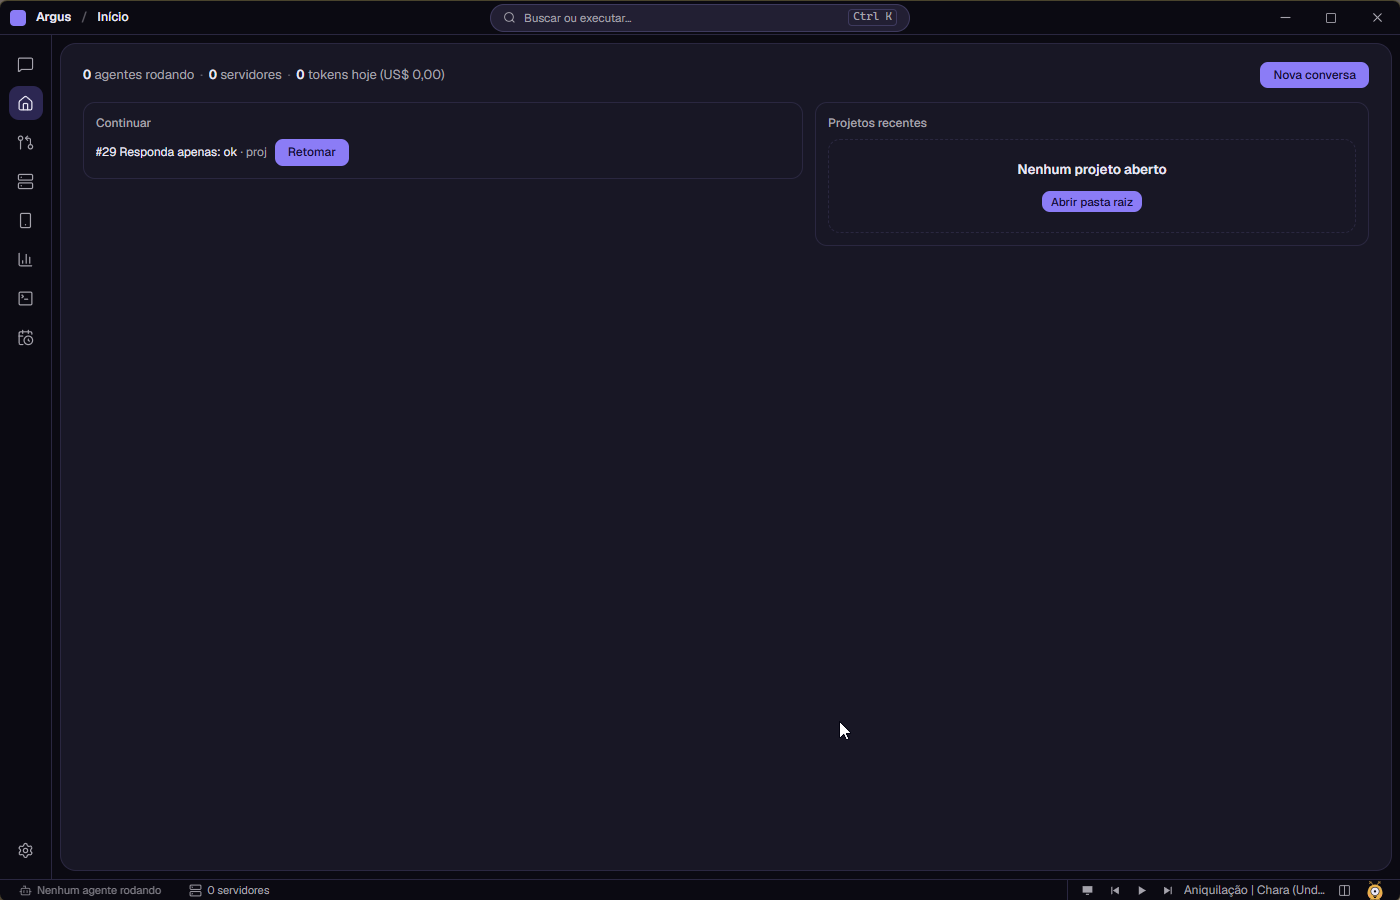 Argus / Início
Buscar ou executar...
Ctrl K
0 agentes rodando · 0 servidores · 0 tokens hoje (US$ 0,00)
Nova conversa
Continuar
#29 Responda apenas: ok · proj
Retomar
Projetos recentes
Nenhum projeto aberto
Abrir pasta raiz
Nenhum agente rodando
0 servidores
Aniquilação | Chara (Und...